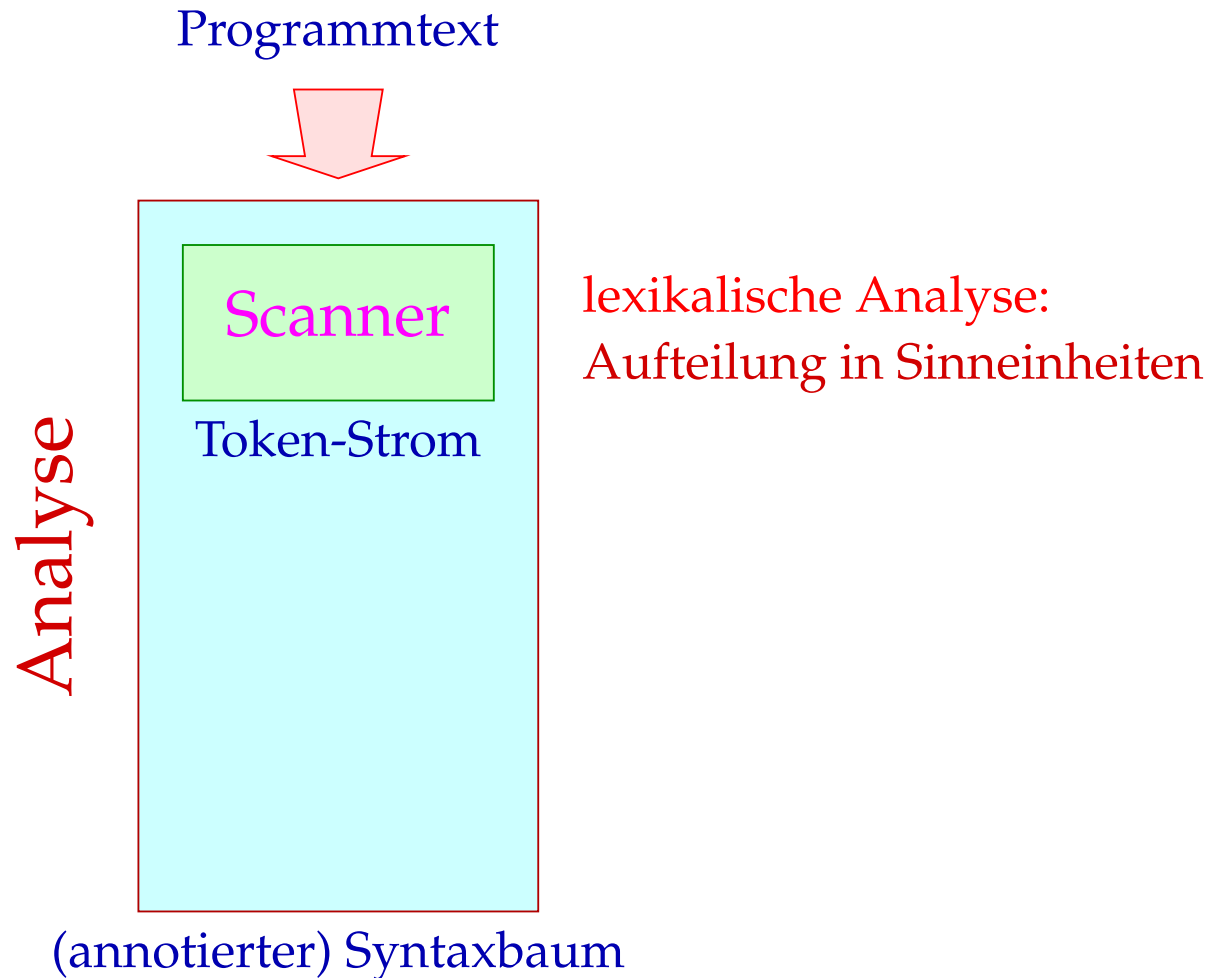 Programmtext
Scanner
lexikalische Analyse:
Aufteilung in Sinneinheiten
Token-Strom
Analyse
(annotierter) Syntaxbaum